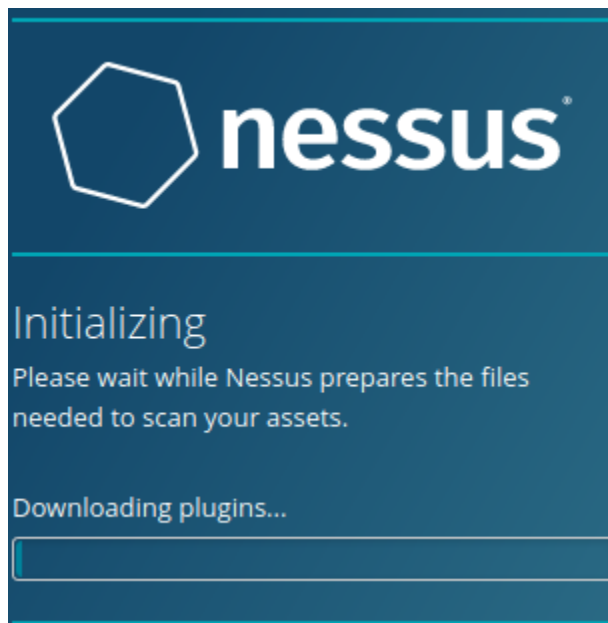 nessus®
Initializing
Please wait while Nessus prepares the files
needed to scan your assets.
Downloading plugins...